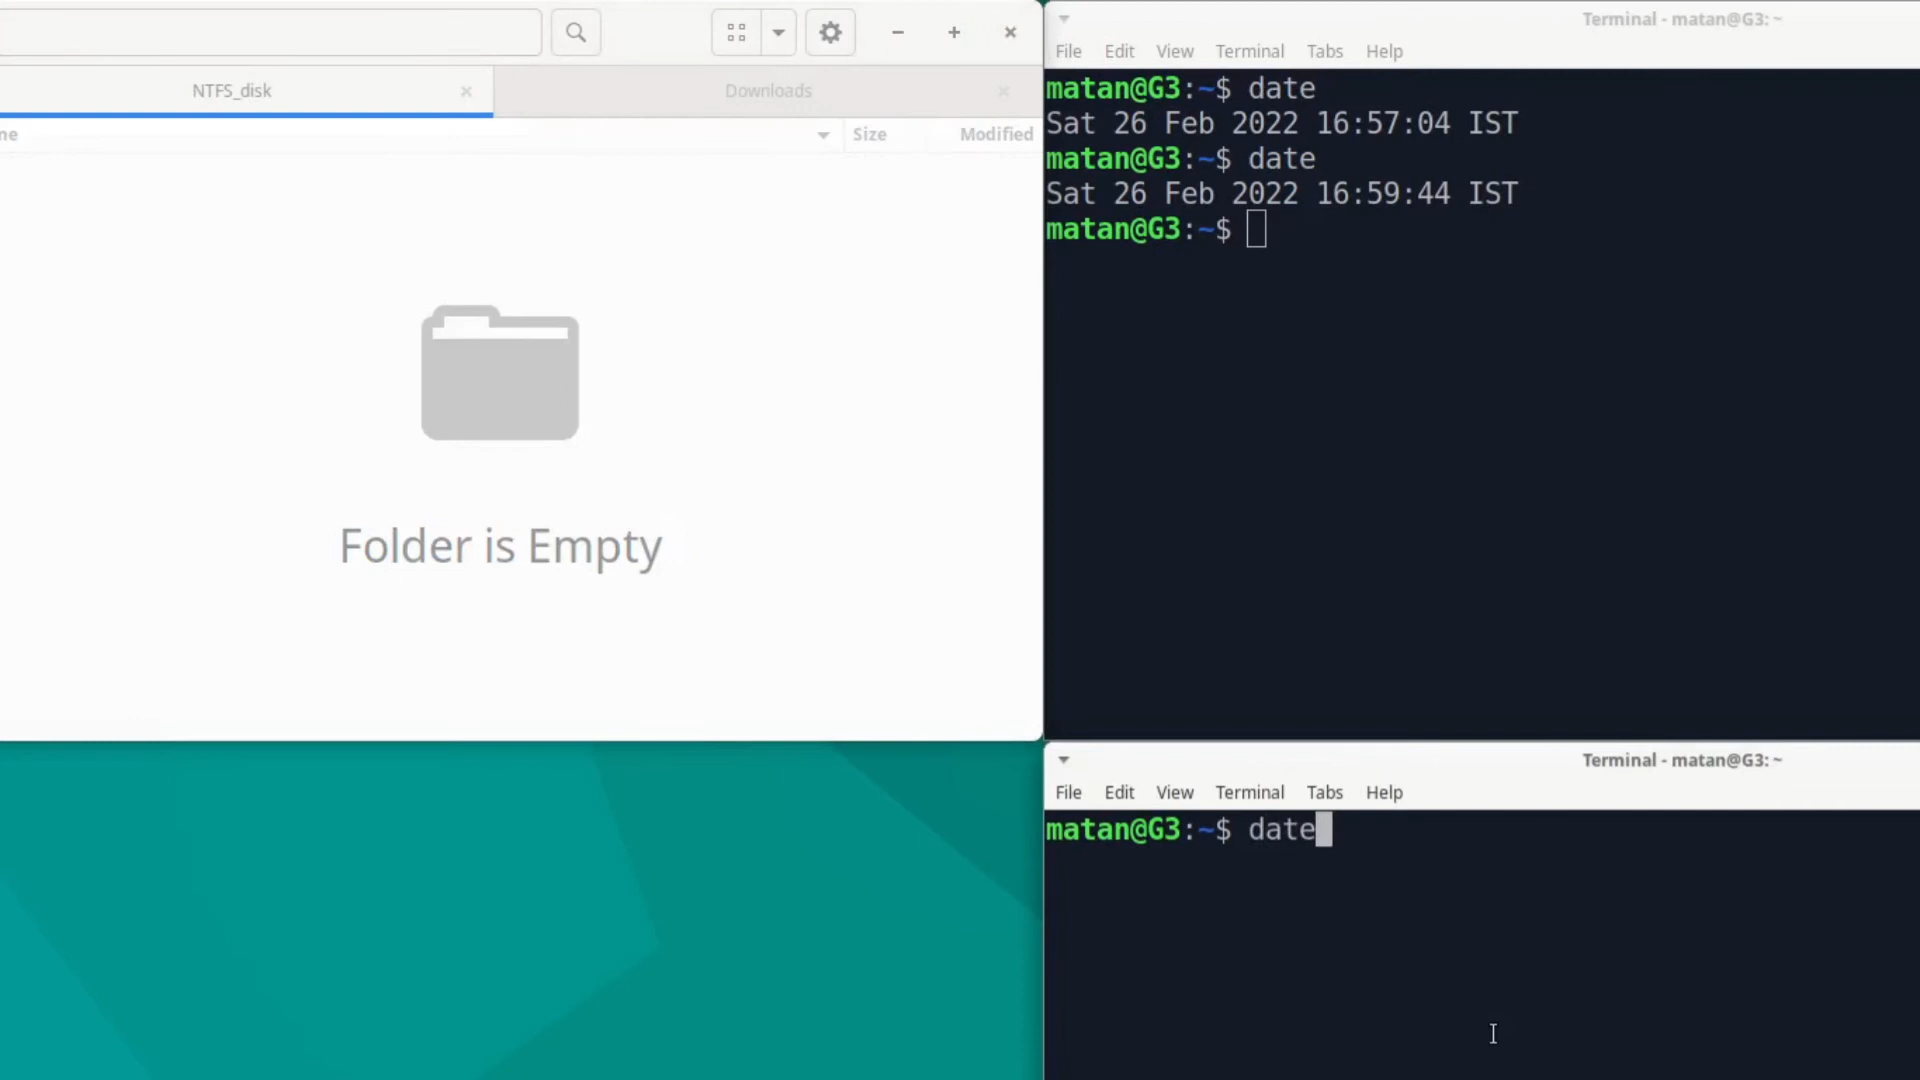 NTFS_disk
Downloads
ne
Size
Modified
Folder is Empty
Terminal - matan@G3: ~
File Edit View Terminal Tabs Help
matan@G3:~$ date
Sat 26 Feb 2022 16:57:04 IST
matan@G3:~$ date
Sat 26 Feb 2022 16:59:44 IST
matan@G3:~$
Terminal - matan@G3: ~
File Edit View Terminal Tabs Help
matan@G3:~$ date